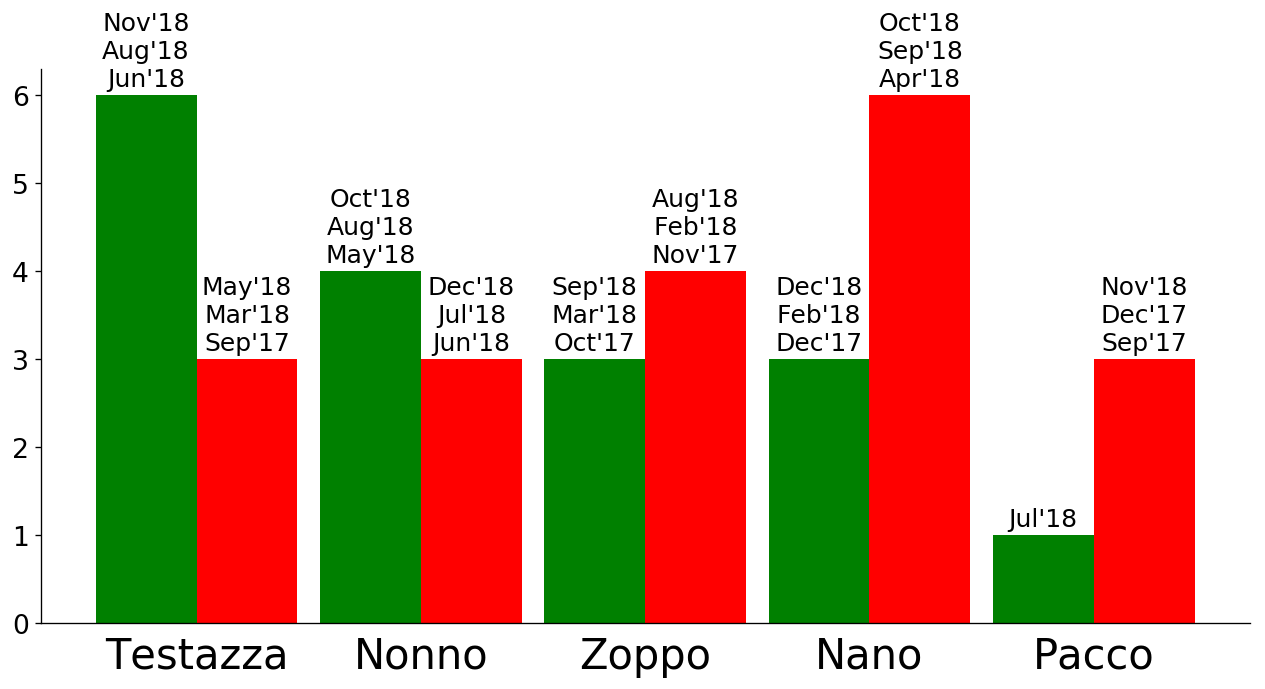 Nov'18
Aug'18
Jun'18
May'18
Mar'18
Sep'17
Oct'18
Aug'18
May'18
Dec'18
Jul'18
Jun'18
Sep'18
Mar'18
Oct'17
Aug'18
Feb'18
Nov'17
Dec'18
Feb'18
Dec'17
Oct'18
Sep'18
Apr'18
Jul'18
Nov'18
Dec'17
Sep'17
6
5
4
3
2
1
0
Testazza Nonno Zoppo Nano Pacco